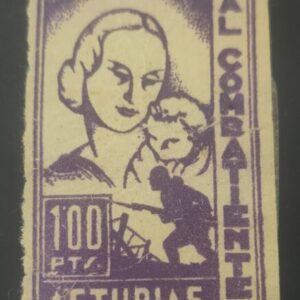 AL COMBATIENTE
100
PTS.
ASTURIAS